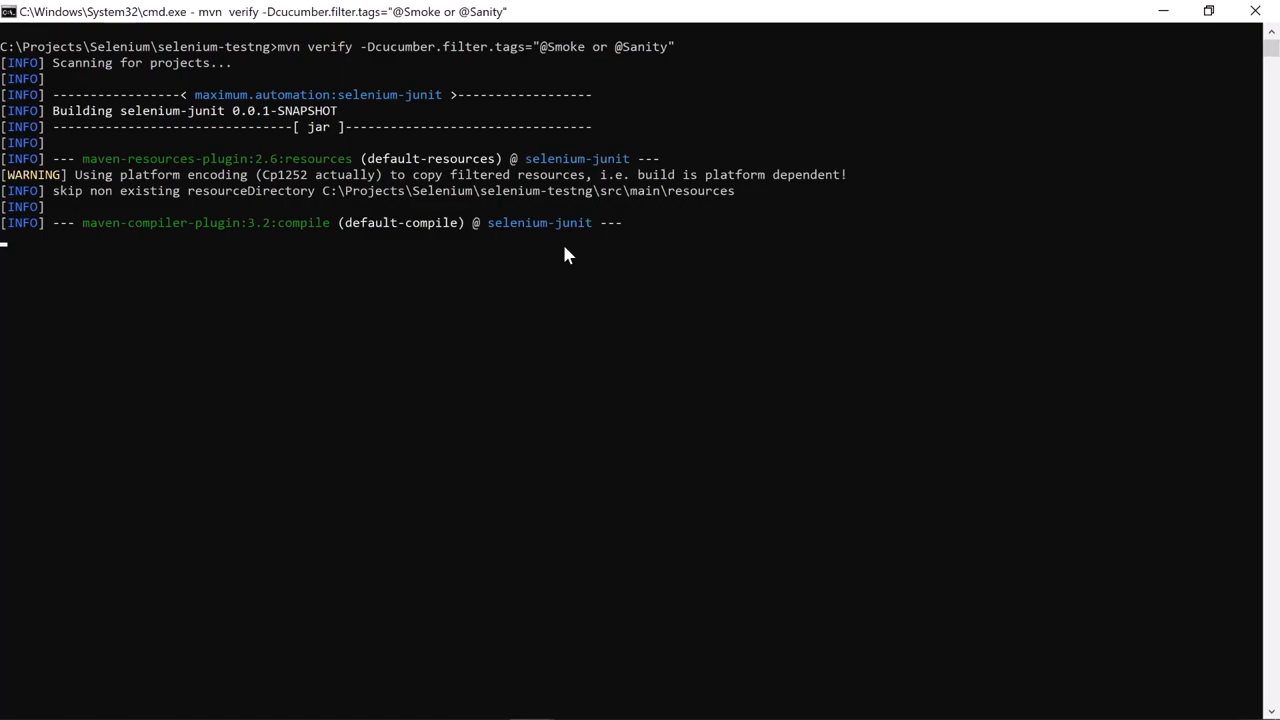 C:\Windows\System32\cmd.exe - mvn  verify -Dcucumber.filter.tags="@Smoke or @Sanity"
C:\Projects\Selenium\selenium-testng>mvn verify -Dcucumber.filter.tags="@Smoke or @Sanity"
[INFO] Scanning for projects...
[INFO]
[INFO] -----------------< maximum.automation:selenium-junit >------------------
[INFO] Building selenium-junit 0.0.1-SNAPSHOT
[INFO] --------------------------------[ jar ]---------------------------------
[INFO]
[INFO] --- maven-resources-plugin:2.6:resources (default-resources) @ selenium-junit ---
[WARNING] Using platform encoding (Cp1252 actually) to copy filtered resources, i.e. build is platform dependent!
[INFO] skip non existing resourceDirectory C:\Projects\Selenium\selenium-testng\src\main\resources
[INFO]
[INFO] --- maven-compiler-plugin:3.2:compile (default-compile) @ selenium-junit ---